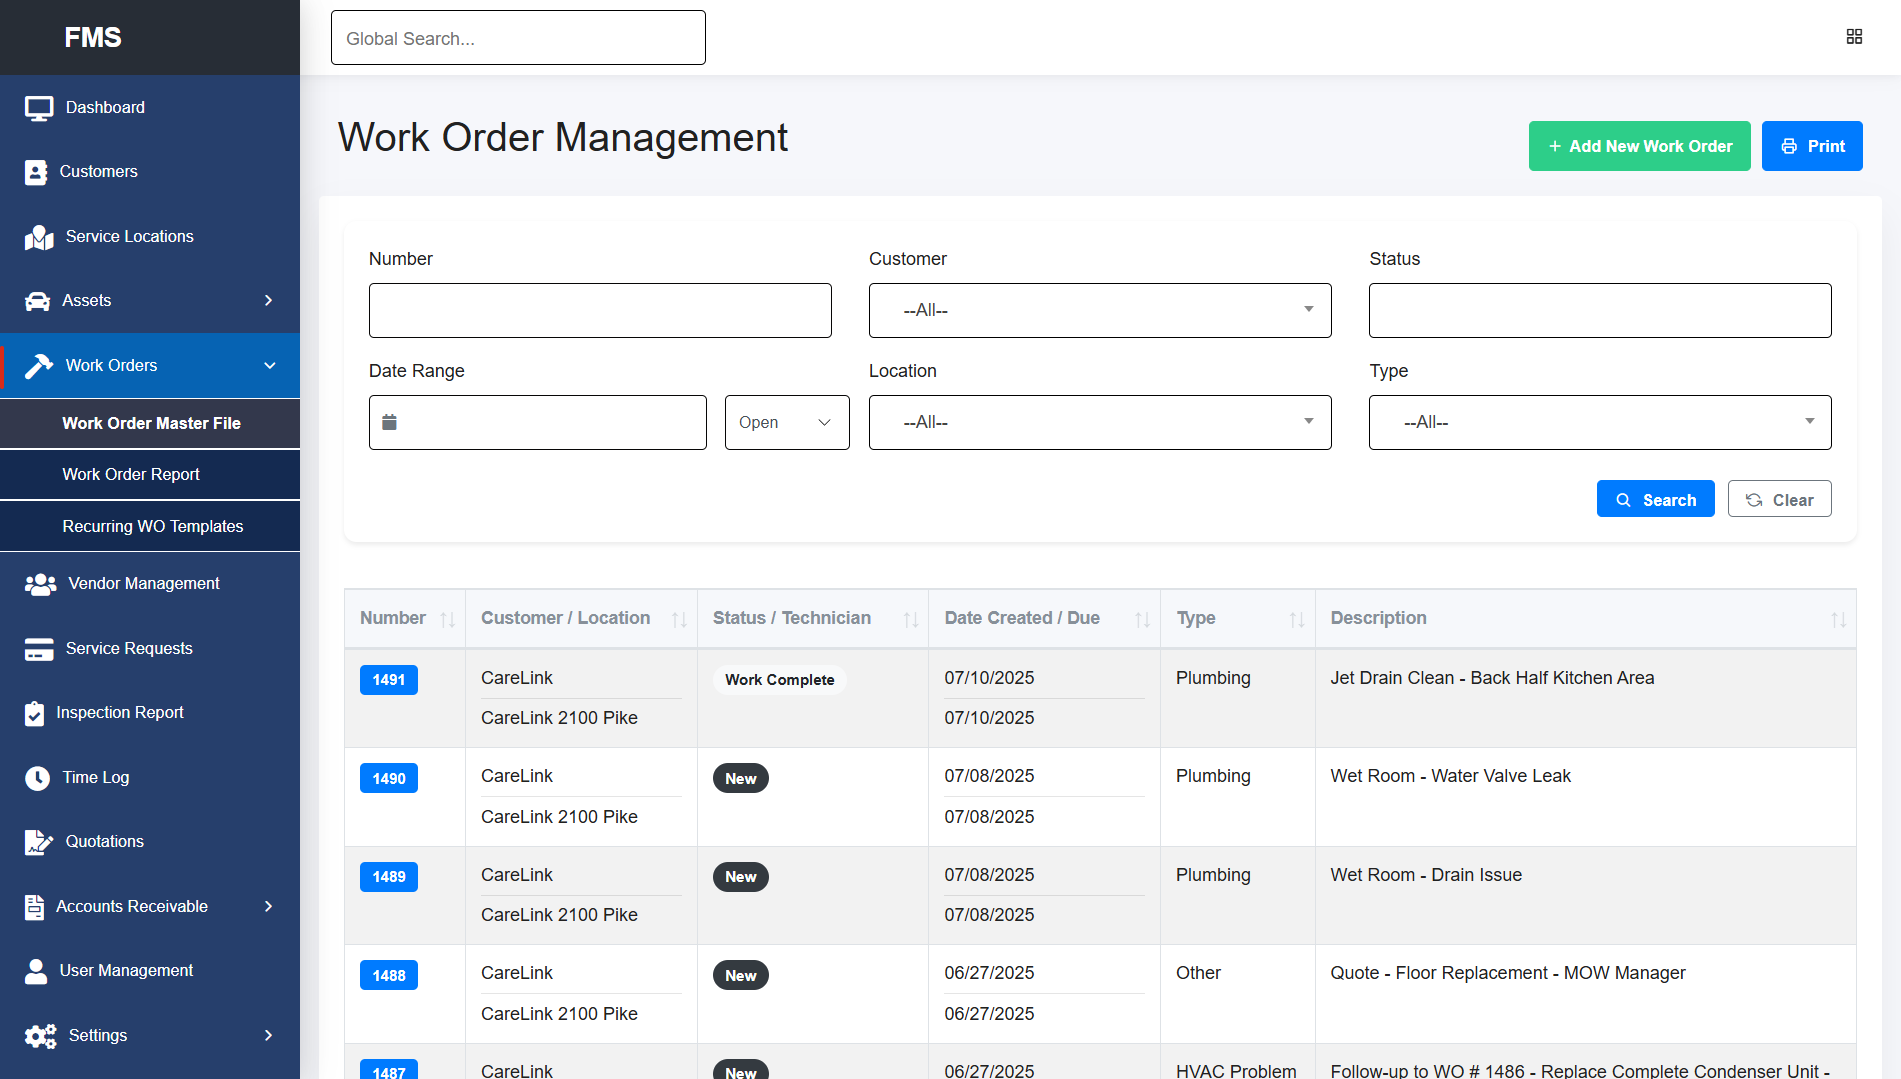 FMS
Global Search...
Dashboard
Customers
Service Locations
Assets
Work Orders
Work Order Master File
Work Order Report
Recurring WO Templates
Vendor Management
Service Requests
Inspection Report
Time Log
Quotations
Accounts Receivable
User Management
Settings
Work Order Management
+ Add New Work Order
Print
Number
Customer
--All--
Status
Date Range
Open
Location
--All--
Type
--All--
Search
Clear
Number Customer / Location Status / Technician Date Created / Due Type Description
1491 CareLink Work Complete 07/10/2025 Plumbing Jet Drain Clean - Back Half Kitchen Area
CareLink 2100 Pike 07/10/2025
1490 CareLink New 07/08/2025 Plumbing Wet Room - Water Valve Leak
CareLink 2100 Pike 07/08/2025
1489 CareLink New 07/08/2025 Plumbing Wet Room - Drain Issue
CareLink 2100 Pike 07/08/2025
1488 CareLink New 06/27/2025 Other Quote - Floor Replacement - MOW Manager
CareLink 2100 Pike 06/27/2025
1487 CareLink New 06/27/2025 HVAC Problem Follow-up to WO # 1486 - Replace Complete Condenser Unit -